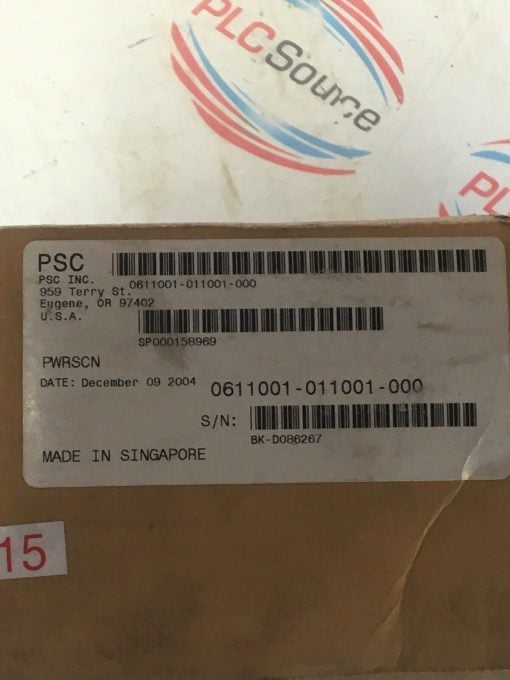 PLCSource
PL
PSC
PSC INC.
0611001-011001-000
959 Terry St.
Eugene, OR 97402
U.S.A.
SP000158969
PWRSCN
DATE: December 09 2004
0611001-011001-000
S/N:
BK-D086267
MADE IN SINGAPORE
15